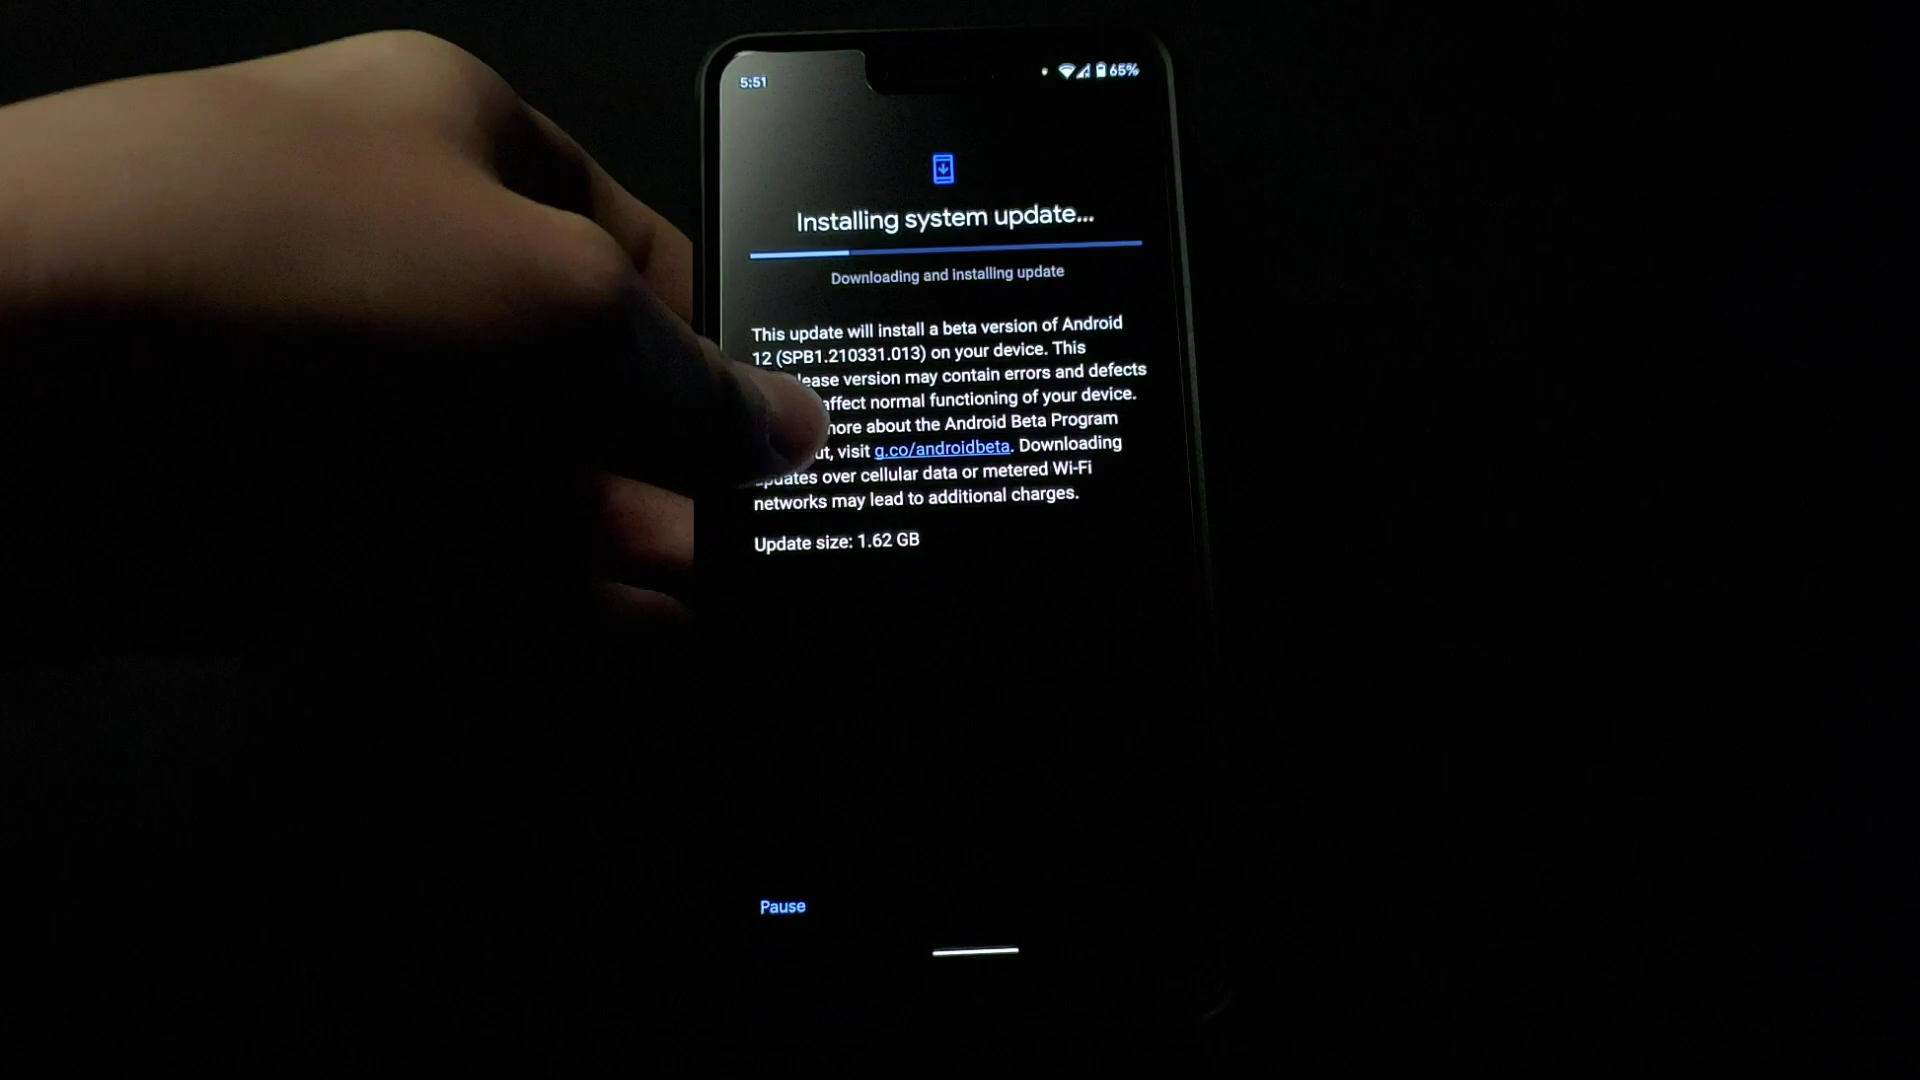 5:51
65%
Installing system update...
Downloading and installing update
This update will install a beta version of Android
12 (SPB1.210331.013) on your device. This
version may contain errors and defects
affect normal functioning of your device.
about the Android Beta Program
visit g.co/androidbeta. Downloading
updates over cellular data or metered Wi-Fi
networks may lead to additional charges.
Update size: 1.62 GB
Pause